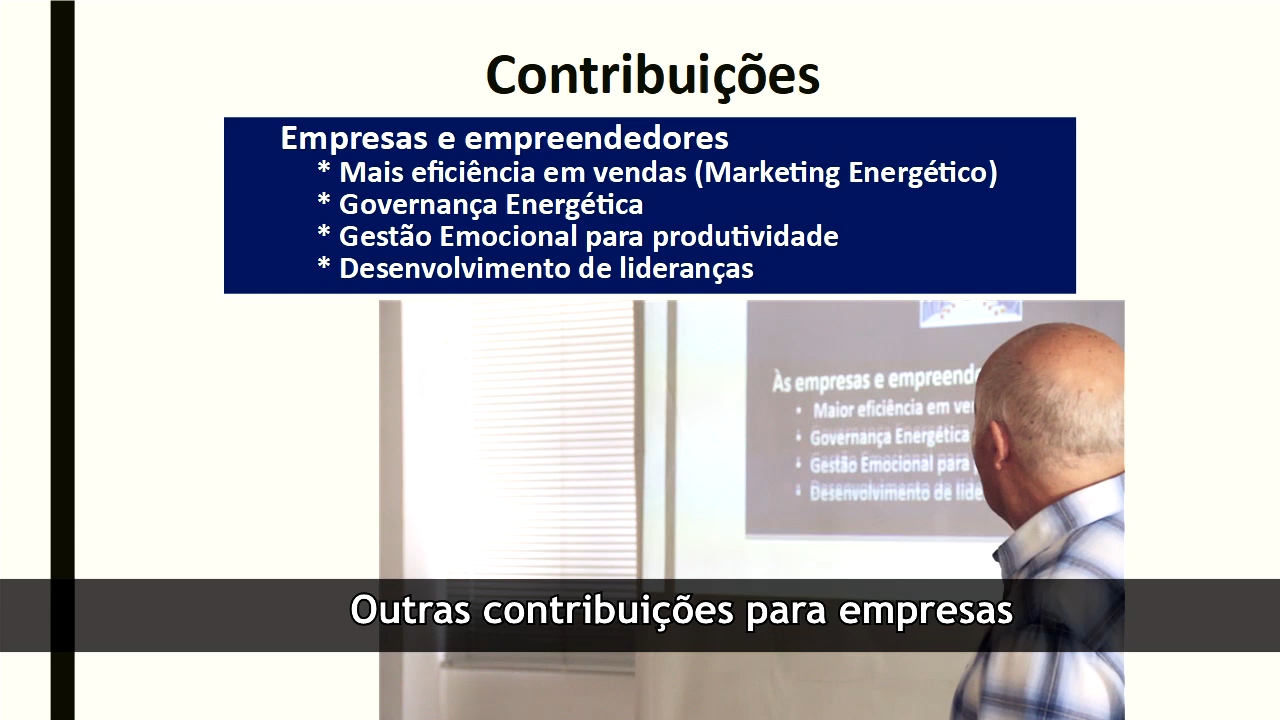 Contribuições
Empresas e empreendedores
* Mais eficiência em vendas (Marketing Energético)
* Governança Energética
* Gestão Emocional para produtividade
* Desenvolvimento de lideranças
Às empresas e empreende
• Maior eficiência em ve
• Governança Energética
• Gestão Emocional para
• Desenvolvimento de lide
Outras contribuições para empresas